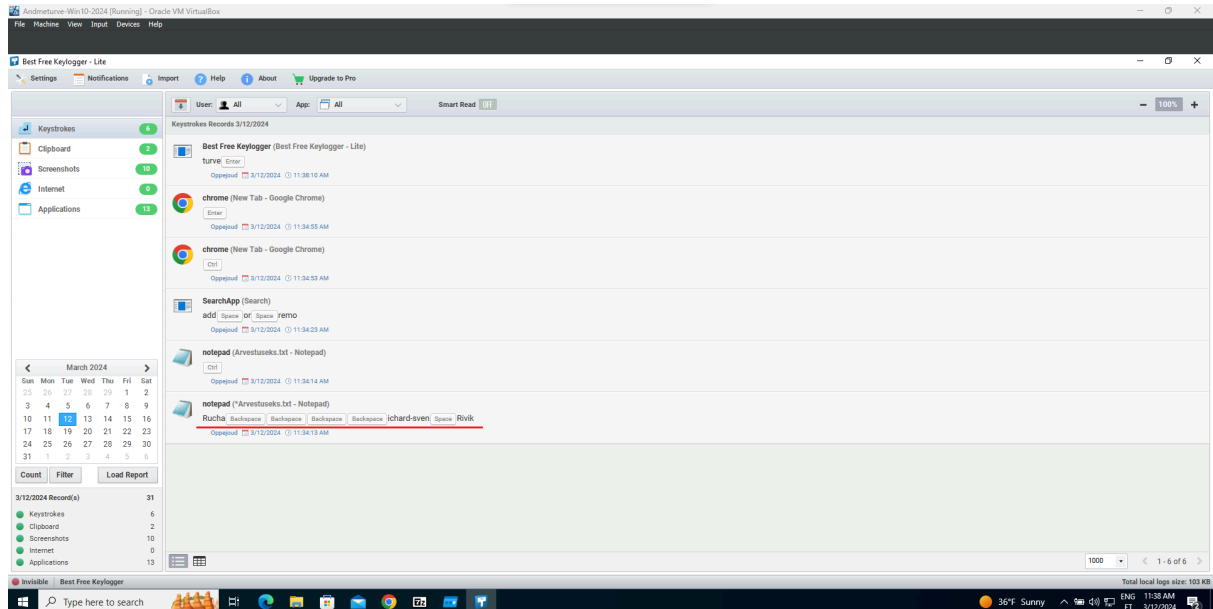 Andmeturve-Win10-2024 [Running] - Oracle VM VirtualBox
File Machine View Input Devices Help
Best Free Keylogger - Lite
Settings Notifications Import Help About Upgrade to Pro
User: All App: All Smart Read OFF 100%
Keystrokes 6
Clipboard 2
Screenshots 10
Internet 0
Applications 13
Keystrokes Records 3/12/2024
Best Free Keylogger (Best Free Keylogger - Lite)
turve Enter
Oppejoud 3/12/2024 11:38:10 AM
chrome (New Tab - Google Chrome)
Enter
Oppejoud 3/12/2024 11:34:55 AM
chrome (New Tab - Google Chrome)
Ctrl
Oppejoud 3/12/2024 11:34:53 AM
SearchApp (Search)
add Space or Space remo
Oppejoud 3/12/2024 11:34:23 AM
notepad (Arvestuseks.txt - Notepad)
Ctrl
Oppejoud 3/12/2024 11:34:14 AM
notepad (*Arvestuseks.txt - Notepad)
Rucha Backspace Backspace Backspace Backspace ichard-sven Space Rivik
Oppejoud 3/12/2024 11:34:13 AM
March 2024
Sun Mon Tue Wed Thu Fri Sat
25 26 27 28 29 1 2
3 4 5 6 7 8 9
10 11 12 13 14 15 16
17 18 19 20 21 22 23
24 25 26 27 28 29 30
31 1 2 3 4 5 6
Count Filter Load Report
3/12/2024 Record(s) 31
Keystrokes 6
Clipboard 2
Screenshots 10
Internet 0
Applications 13
1000 1 - 6 of 6
Invisible Best Free Keylogger Total local logs size: 103 KB
Type here to search 36°F Sunny ENG 11:38 AM
ET 3/12/2024